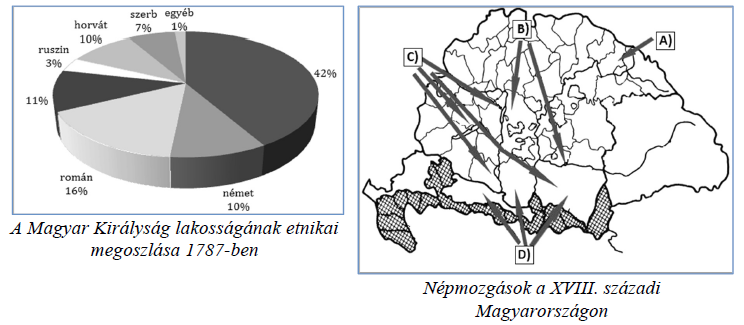 egyéb
1%
szerb
7%
horvát
10%
ruszin
3%
11%
román
16%
német
10%
42%
A Magyar Királyság lakosságának etnikai
megoszlása 1787-ben
A)
B)
C)
D)
Népmozgások a XVIII. századi
Magyarországon